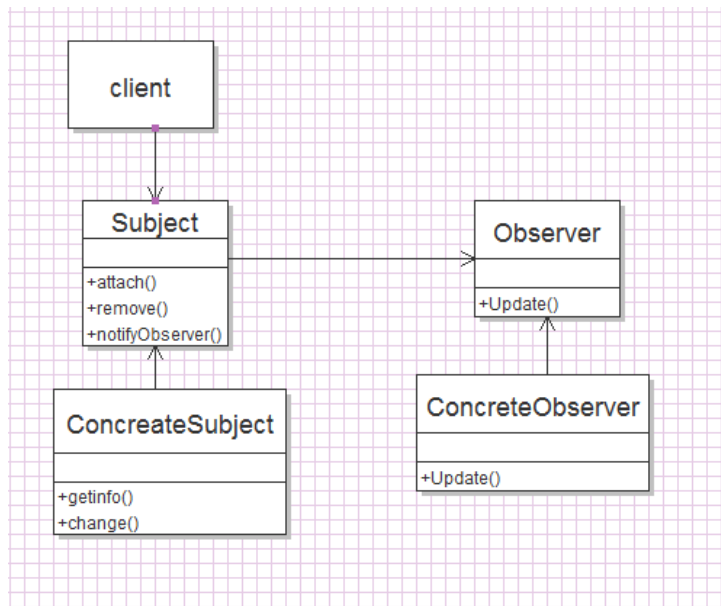 client
Subject
+attach()
+remove()
+notifyObserver()
Observer
+Update()
ConcreateSubject
+getinfo()
+change()
ConcreteObserver
+Update()